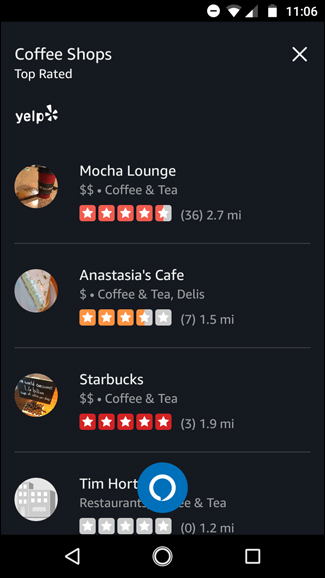 11:06
Coffee Shops
Top Rated
yelp
Mocha Lounge
$$ • Coffee & Tea
(36) 2.7 mi
Anastasia's Cafe
$ • Coffee & Tea, Delis
(7) 1.5 mi
Starbucks
$$ • Coffee & Tea
(3) 1.9 mi
Tim Hort
Restaurants, ee & Tea
(0) 1.2 mi